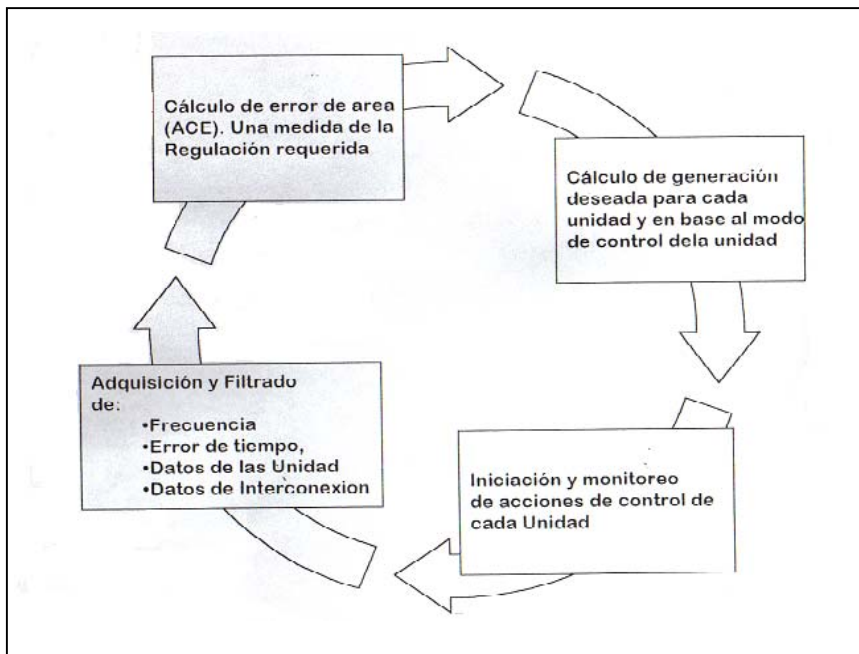 Cálculo de error de area
(ACE). Una medida de la
Regulación requerida
Cálculo de generación
deseada para cada
unidad y en base al modo
de control dela unidad
Iniciación y monitoreo
de acciones de control de
cada Unidad
Adquisición y Filtrado
de:
•Frecuencia
•Error de tiempo,
•Datos de las Unidad
•Datos de Interconexion